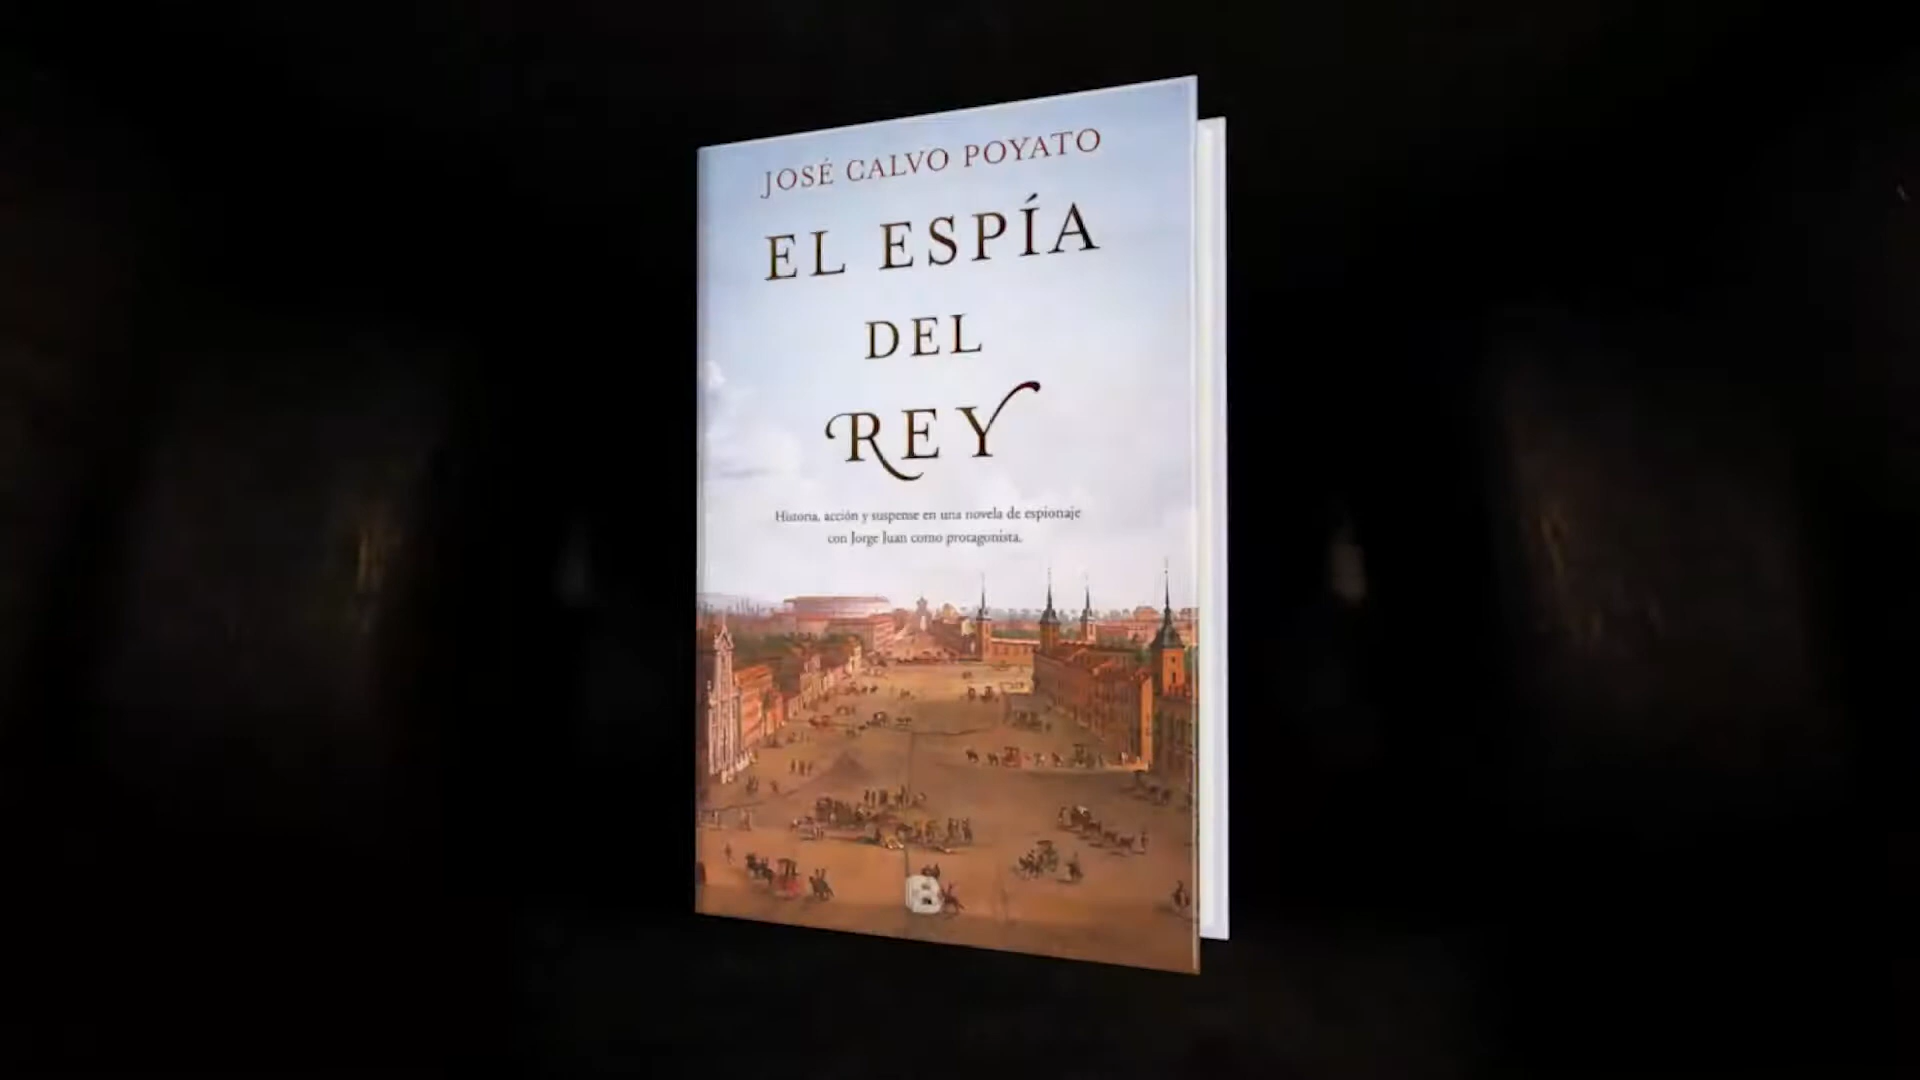 JOSÉ CALVO POYATO
EL ESPÍA
DEL
REY
Historia, acción y suspense en una novela de espionaje
con Jorge Juan como protagonista.
B